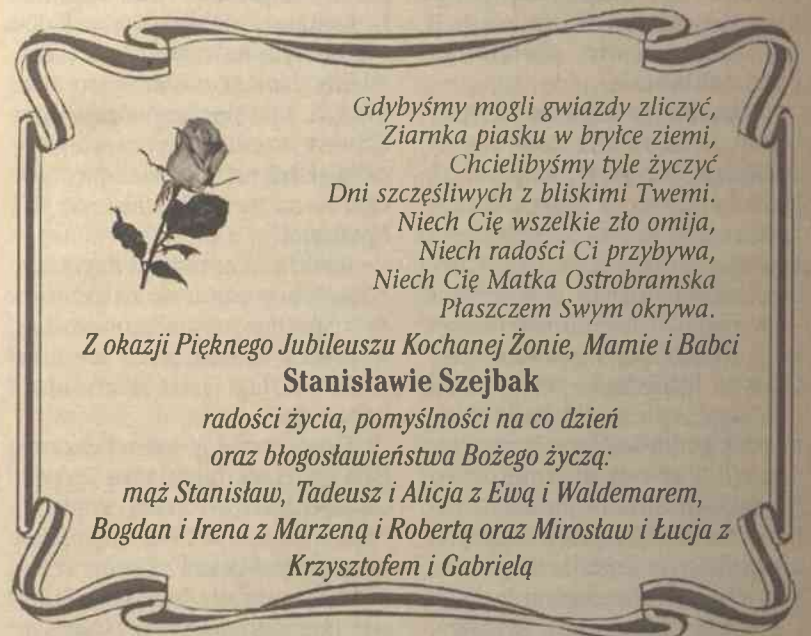 Gdybyśmy mogli gwiazdy zliczyć,
Ziarnka piasku w bryłce ziemi,
Chcielibyśmy tyle życzyć
Dni szczęśliwych z bliskimi Twemi.
Niech Cię wszelkie zło omija,
Niech radości Ci przybywa,
Niech Cię Matka Ostrobramska
Płaszczem Swym okrywa.
Z okazji Pięknego Jubileuszu Kochanej Żonie, Mamie i Babci
Stanisławie Szejbak
radości życia, pomyślności na co dzień
oraz błogosławieństwa Bożego życzą:
mąż Stanisław, Tadeusz i Alicja z Ewą i Waldemarem,
Bogdan i Irena z Marzeną i Robertą oraz Mirosław i Łucja z
Krzysztofem i Gabrielą